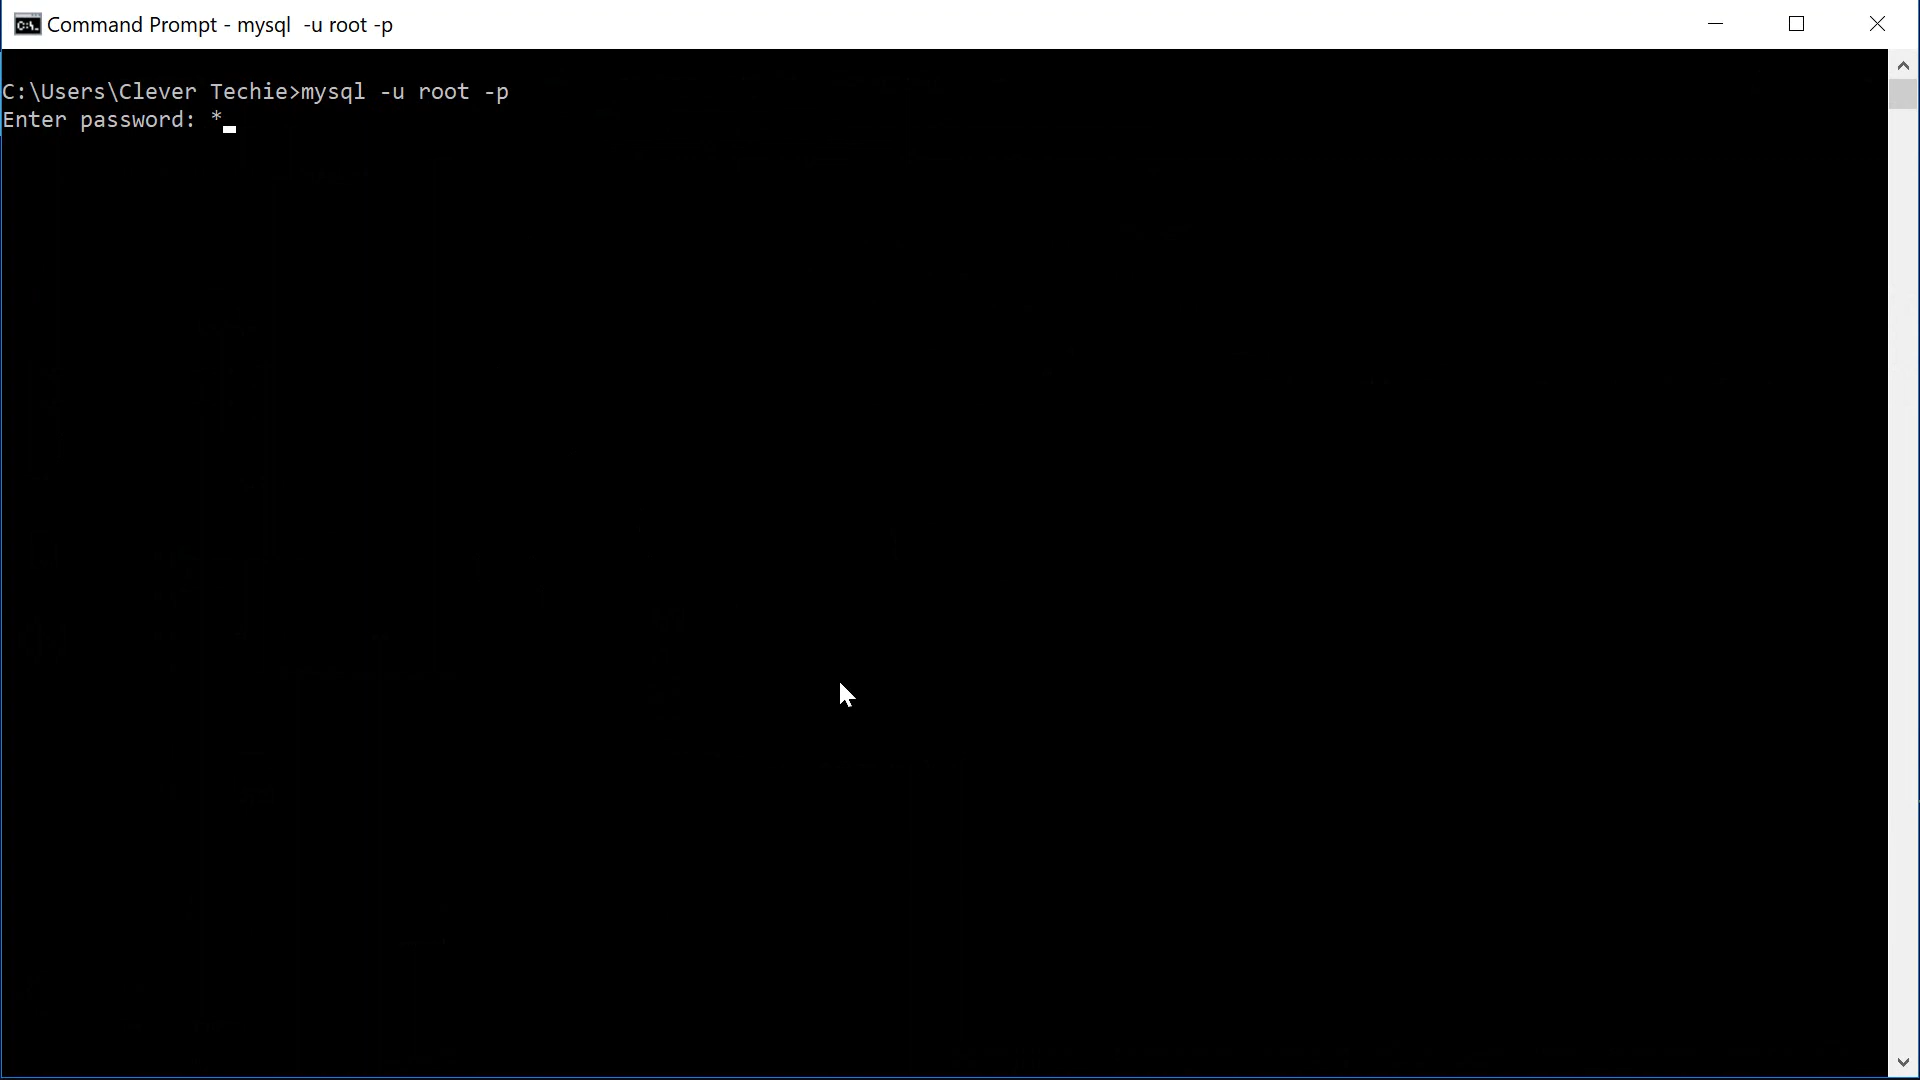 Command Prompt - mysql  -u root -p
C:\Users\Clever Techie>mysql -u root -p
Enter password: *